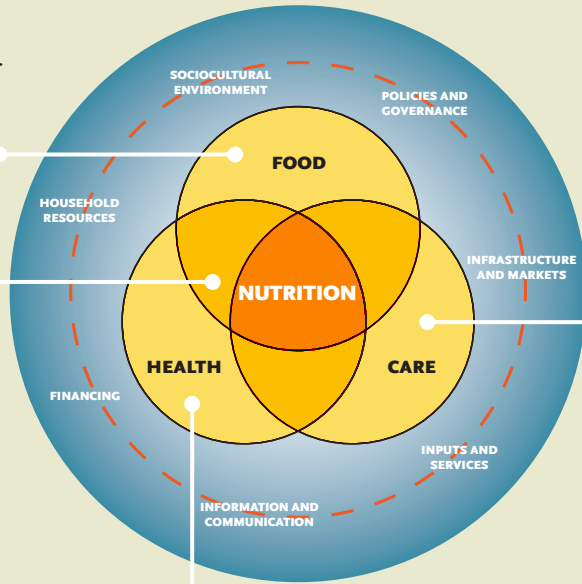 SOCIOCULTURAL
ENVIRONMENT
POLICIES AND
GOVERNANCE
FOOD
HOUSEHOLD
RESOURCES
INFRASTRUCTURE
AND MARKETS
NUTRITION
HEALTH
CARE
FINANCING
INPUTS AND
SERVICES
INFORMATION AND
COMMUNICATION